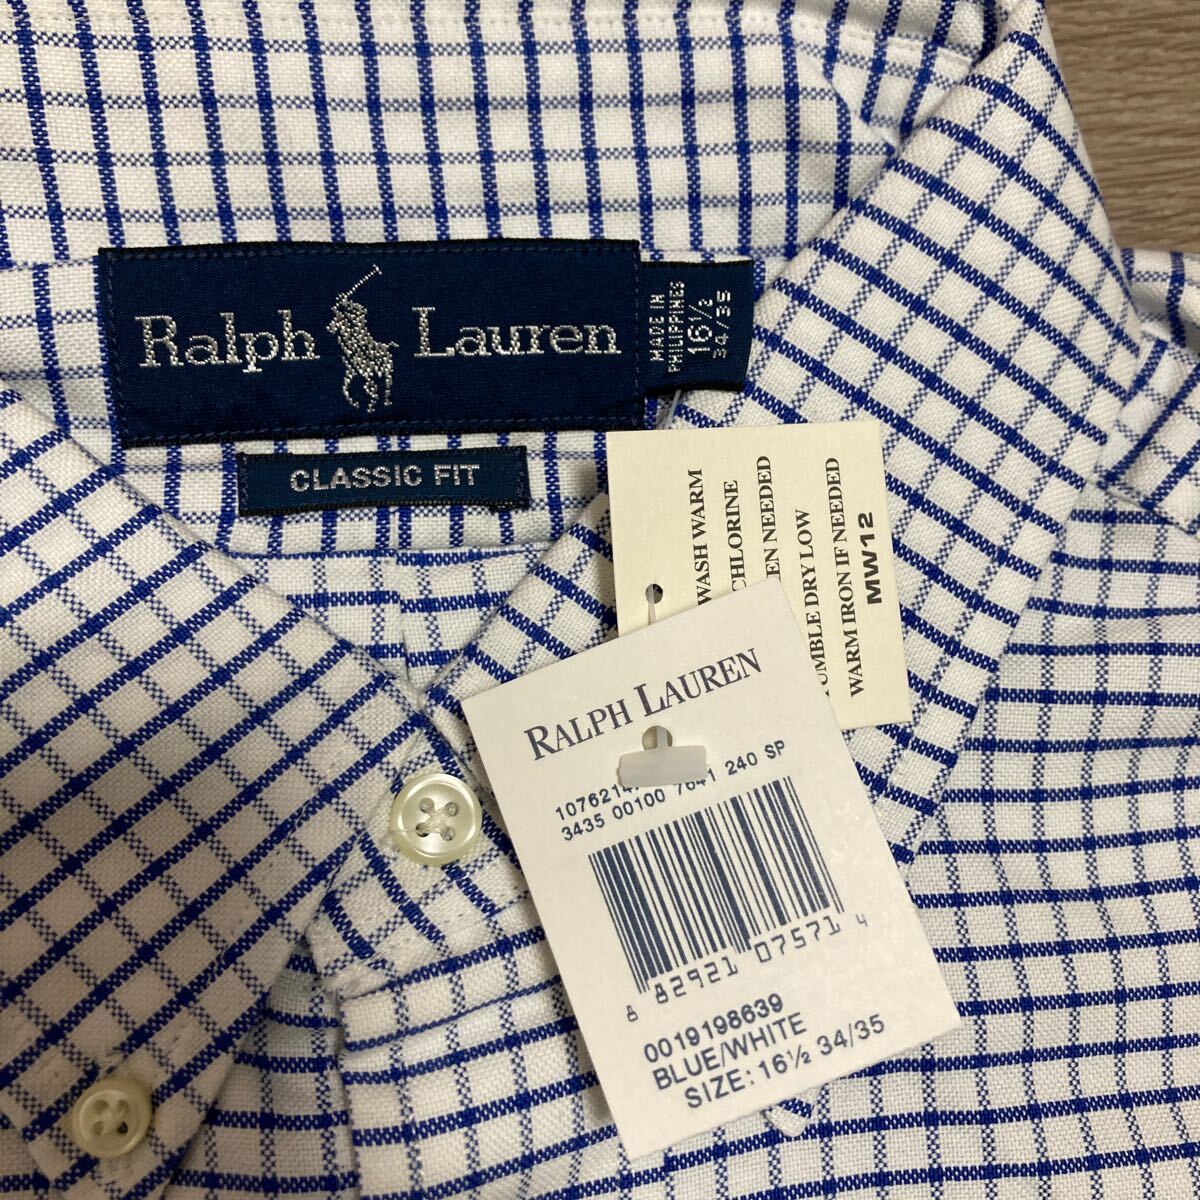 Ralph Lauren
MADE IN
PHILIPPINES
16½
34/35
CLASSIC FIT
WASH WARM
CHLORINE
NEEDED
TUMBLE DRY LOW
WARM IRON IF NEEDED
MW12
RALPH LAUREN
1076214 7641 240 SP
3435 00100
8 82921 07571 4
0019198639
BLUE/WHITE
SIZE: 16½ 34/35